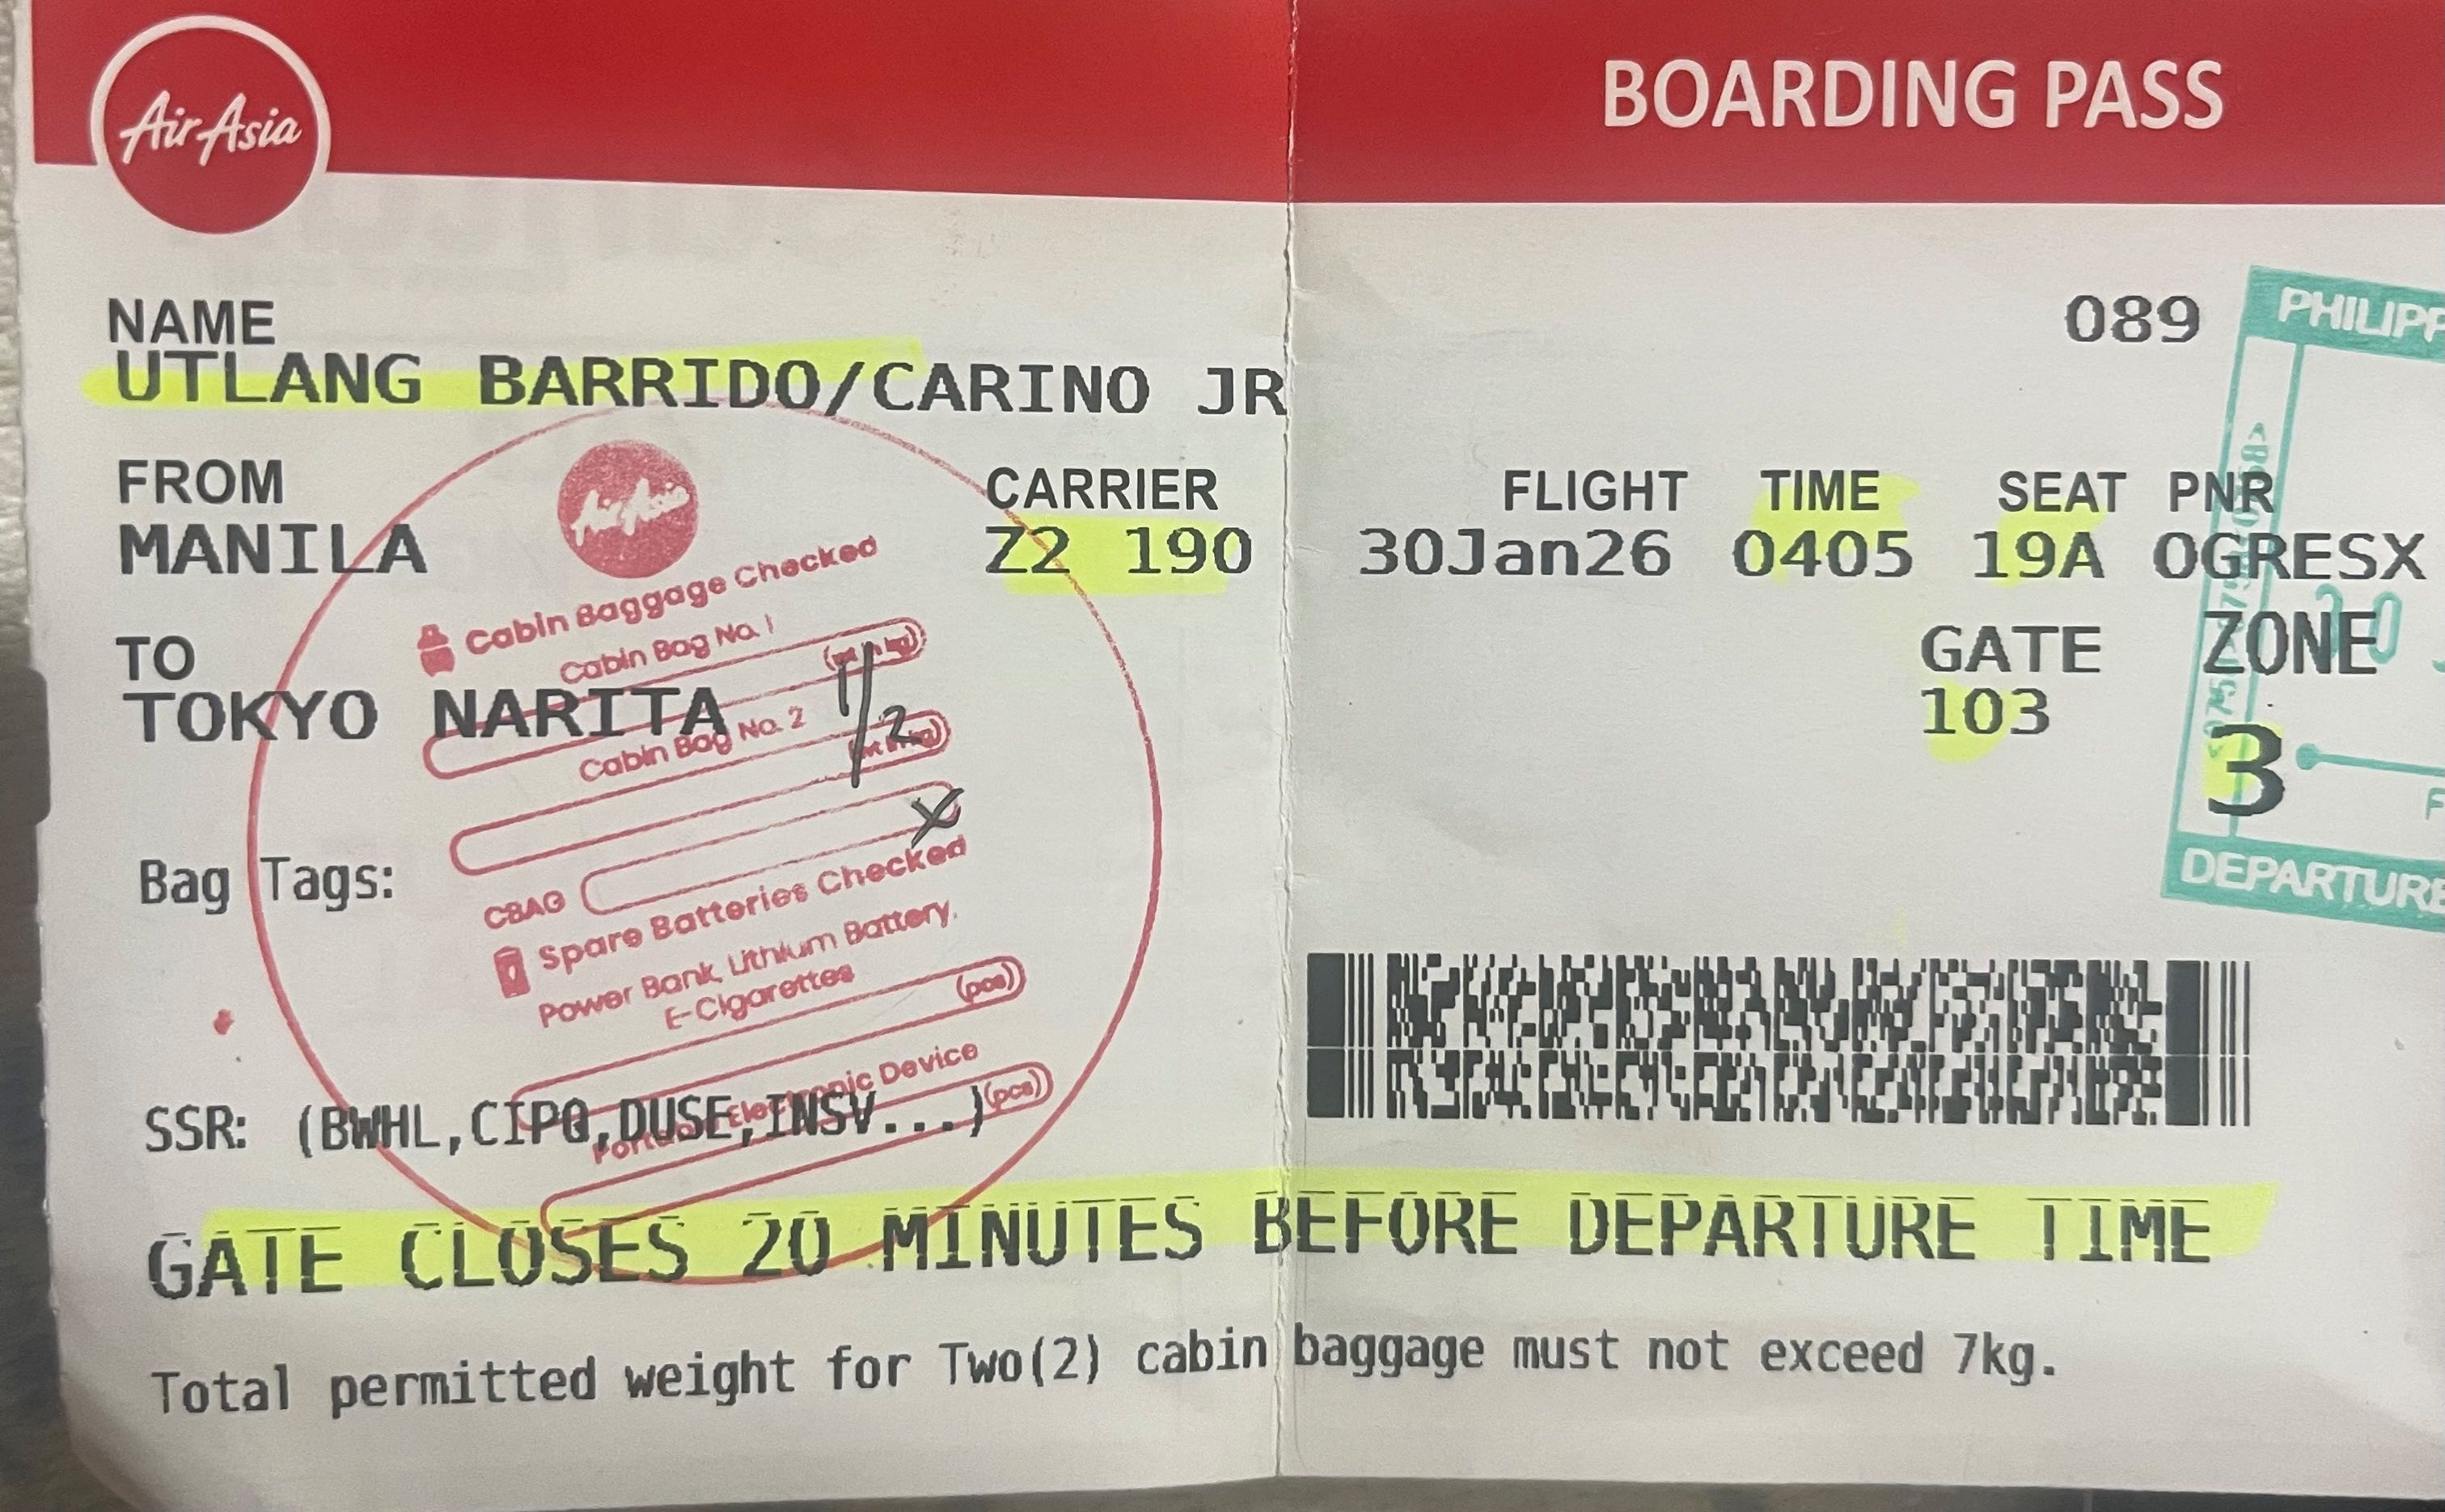 AirAsia
BOARDING PASS
089
NAME
UTLANG BARRIDO/CARINO JR
FROM CARRIER FLIGHT TIME SEAT PNR
MANILA Z2 190 30Jan26 0405 19A OGRESX
TO GATE ZONE
TOKYO NARITA 103 3
Bag Tags:
SSR: (BWHL,CIPQ,DUSE,INSV...)
GATE CLOSES 20 MINUTES BEFORE DEPARTURE TIME
Total permitted weight for Two(2) cabin baggage must not exceed 7kg.
AirAsia
Cabin Baggage Checked
Cabin Bag No. 1
1/2
Cabin Bag No. 2
x
CBAG
Spare Batteries Checked
Power Bank, Lithium Battery,
E-Cigarettes
(pcs)
Portable Electronic Device
(pcs)
PHILIPP
DEPARTURE